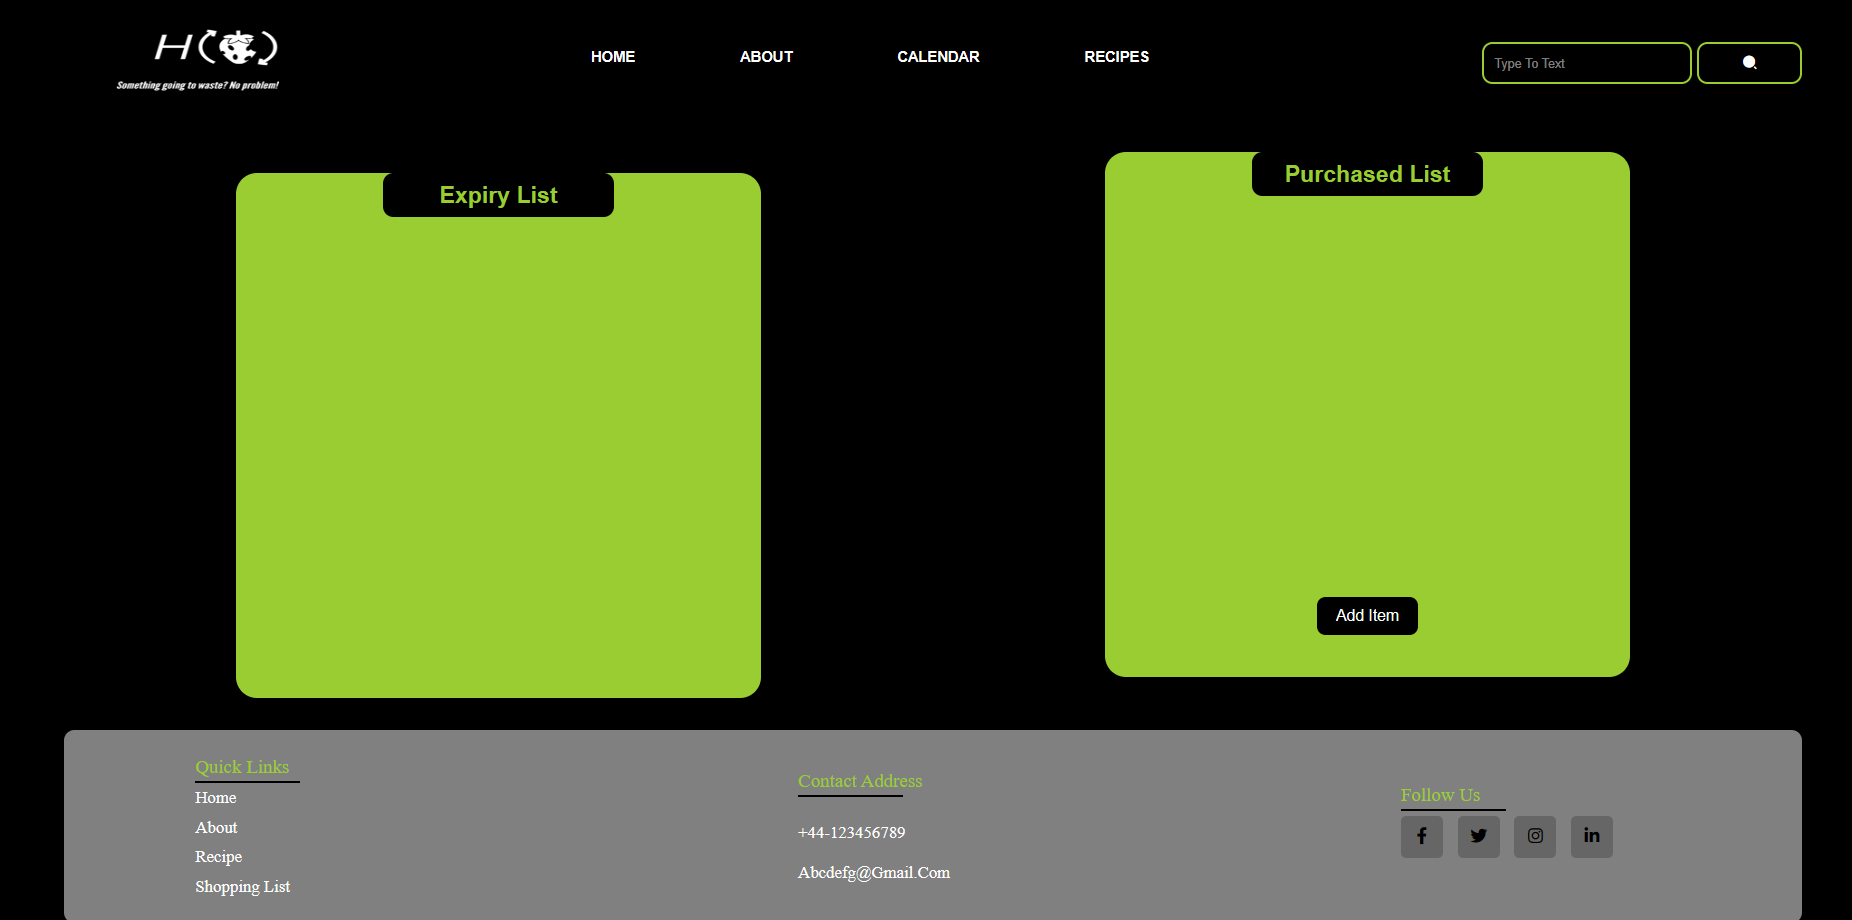 H
Something going to waste? No problem!
HOME
ABOUT
CALENDAR
RECIPES
Type To Text
Expiry List
Purchased List
Add Item
Quick Links
Home
About
Recipe
Shopping List
Contact Address
+44-123456789
Abcdefg@Gmail.Com
Follow Us